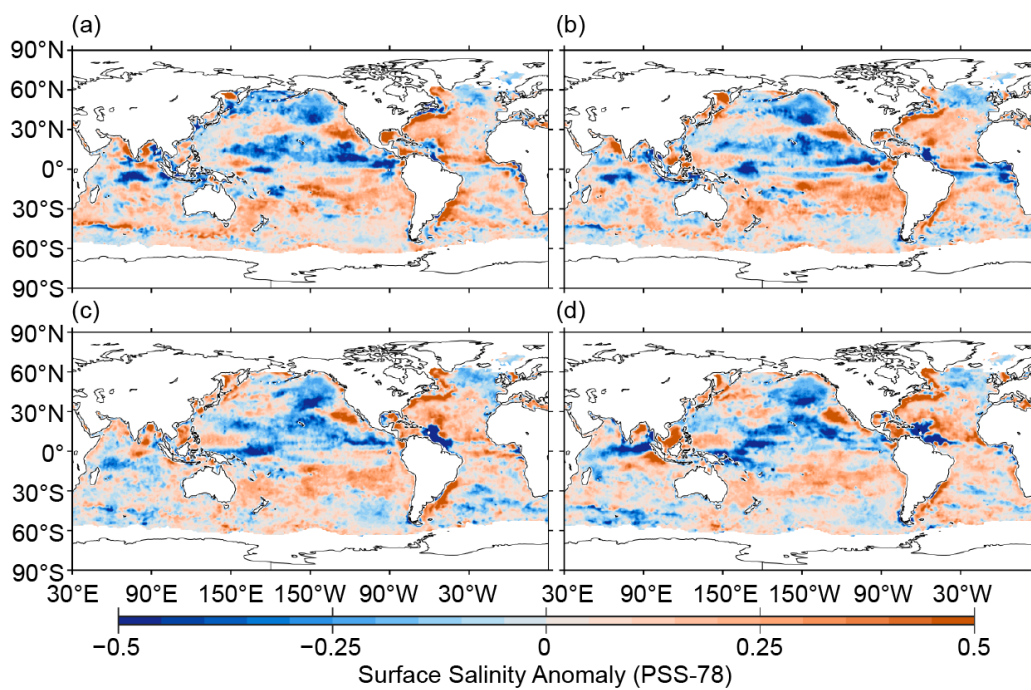 (a) (b)
90°N
60°N
30°N
0°
30°S
60°S
90°S
(c) (d)
90°N
60°N
30°N
0°
30°S
60°S
90°S
30°E 90°E 150°E 150°W 90°W 30°W 30°E 90°E 150°E 150°W 90°W 30°W
−0.5 −0.25 0 0.25 0.5
Surface Salinity Anomaly (PSS-78)